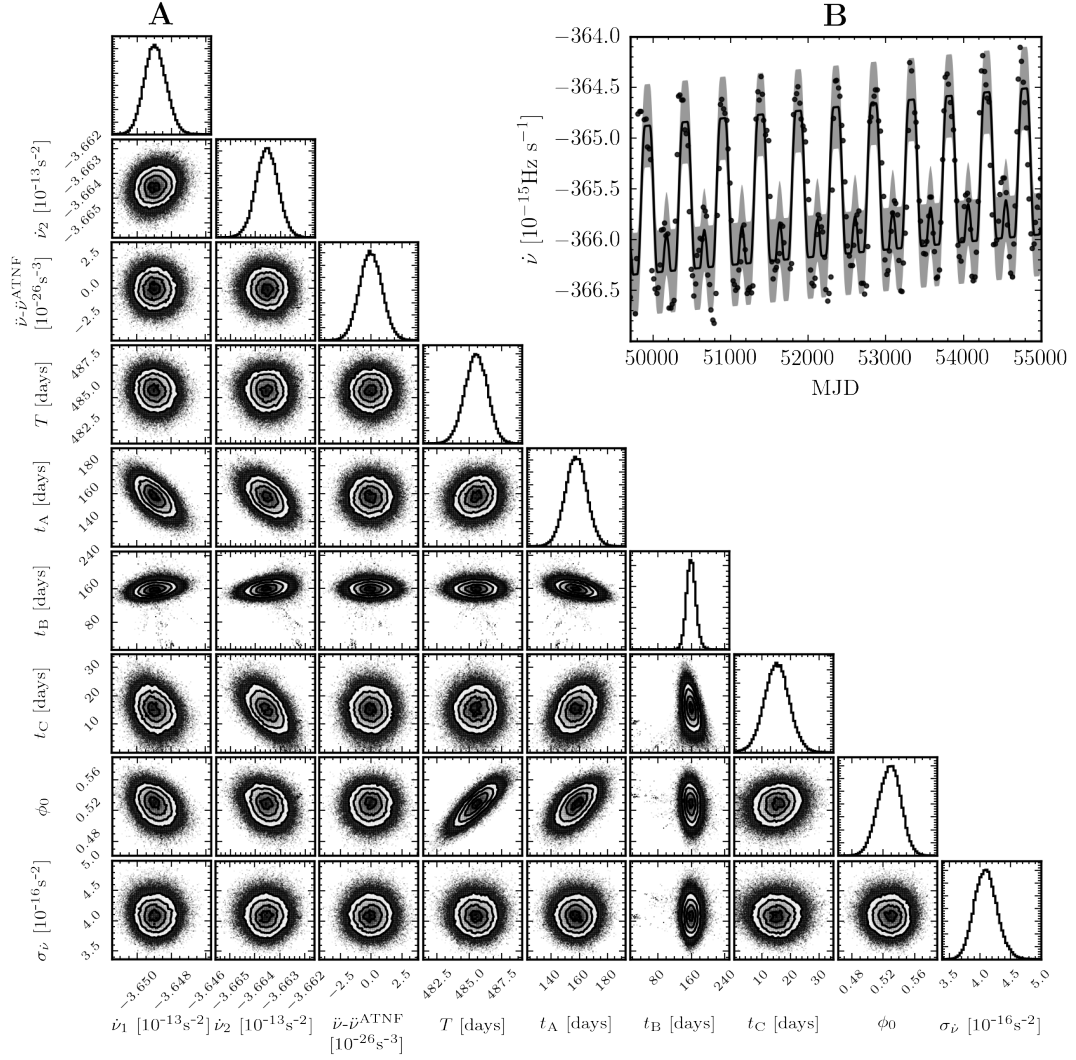 A
B
−364.0
−364.5
−365.0
−365.5
−366.0
−366.5
ν̇ [10⁻¹⁵Hz s⁻¹]
50000 51000 52000 53000 54000 55000
MJD
ν̇₂ [10⁻¹³s⁻²]
−3.662
−3.663
−3.664
−3.665
ν̈-ν̈ᴬᵀᴺᶠ
[10⁻²⁶s⁻³]
2.5
0.0
−2.5
T [days]
487.5
485.0
482.5
t_A [days]
180
160
140
t_B [days]
240
160
80
t_C [days]
30
20
10
ϕ₀
0.56
0.52
0.48
σ_ν̇ [10⁻¹⁶s⁻²]
5.0
4.5
4.0
3.5
−3.650 −3.648 −3.646 −3.665 −3.664 −3.663 −3.662 −2.5 0.0 2.5 482.5 485.0 487.5 140 160 180 80 160 240 10 20 30 0.48 0.52 0.56 3.5 4.0 4.5 5.0
ν̇₁ [10⁻¹³s⁻²] ν̇₂ [10⁻¹³s⁻²] ν̈-ν̈ᴬᵀᴺᶠ T [days] t_A [days] t_B [days] t_C [days] ϕ₀ σ_ν̇ [10⁻¹⁶s⁻²]
[10⁻²⁶s⁻³]